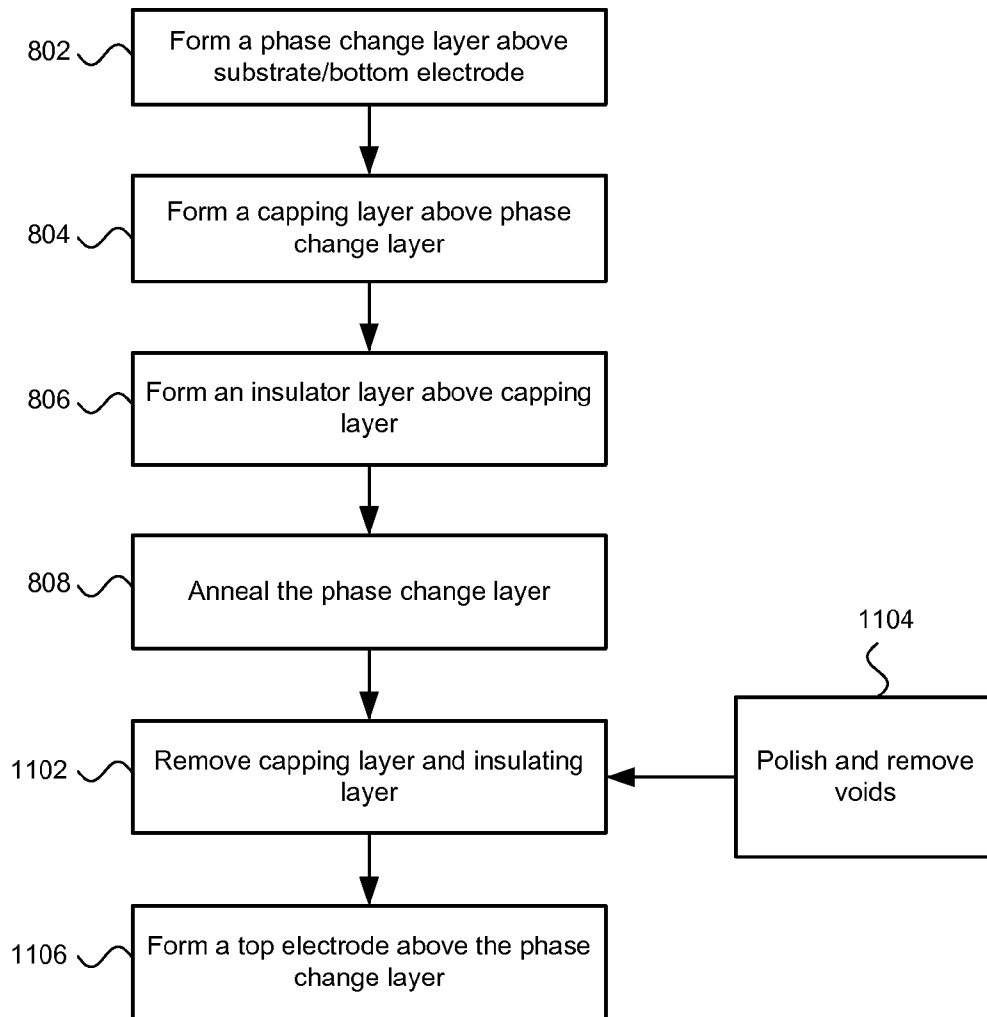 802
Form a phase change layer above
substrate/bottom electrode
804
Form a capping layer above phase
change layer
806
Form an insulator layer above capping
layer
808
Anneal the phase change layer
1104
1102
Remove capping layer and insulating
layer
Polish and remove
voids
1106
Form a top electrode above the phase
change layer